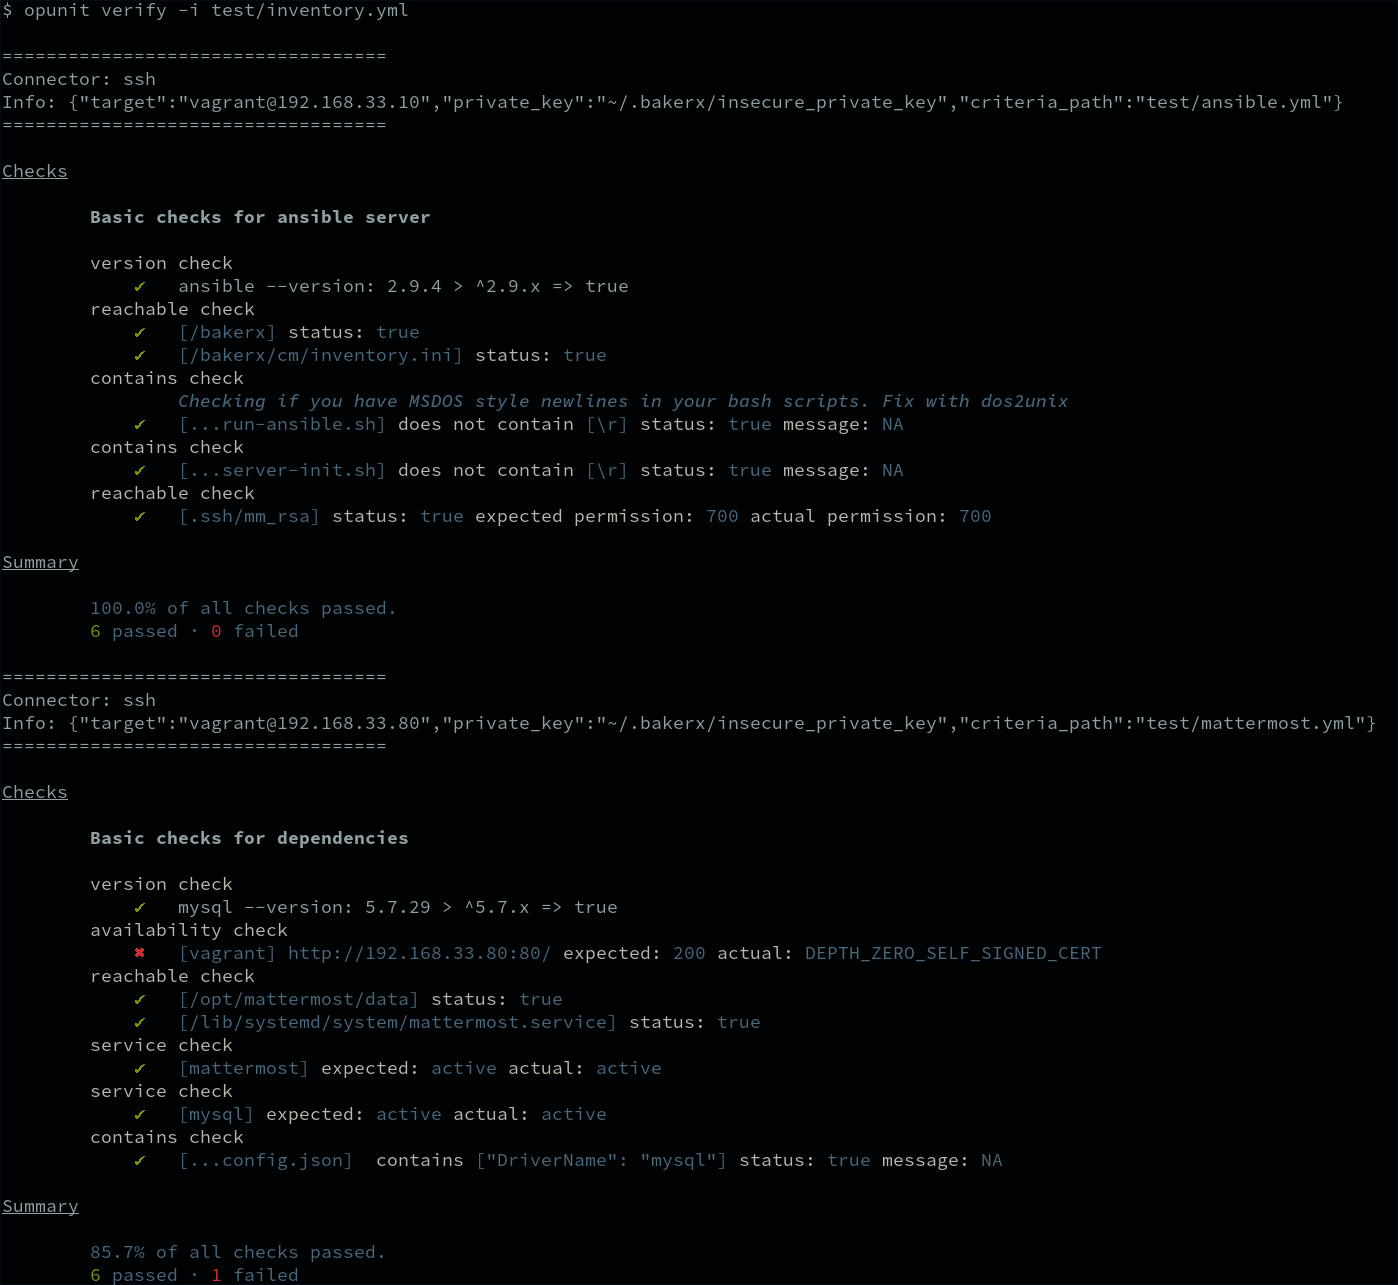 $ opunit verify -i test/inventory.yml
===================================
Connector: ssh
Info: {"target":"vagrant@192.168.33.10","private_key":"~/.bakerx/insecure_private_key","criteria_path":"test/ansible.yml"}
===================================
Checks
Basic checks for ansible server
version check
✔ ansible --version: 2.9.4 > ^2.9.x => true
reachable check
✔ [/bakerx] status: true
✔ [/bakerx/cm/inventory.ini] status: true
contains check
Checking if you have MSDOS style newlines in your bash scripts. Fix with dos2unix
✔ [...run-ansible.sh] does not contain [\r] status: true message: NA
contains check
✔ [...server-init.sh] does not contain [\r] status: true message: NA
reachable check
✔ [.ssh/mm_rsa] status: true expected permission: 700 actual permission: 700
Summary
100.0% of all checks passed.
6 passed · 0 failed
===================================
Connector: ssh
Info: {"target":"vagrant@192.168.33.80","private_key":"~/.bakerx/insecure_private_key","criteria_path":"test/mattermost.yml"}
===================================
Checks
Basic checks for dependencies
version check
✔ mysql --version: 5.7.29 > ^5.7.x => true
availability check
✖ [vagrant] http://192.168.33.80:80/ expected: 200 actual: DEPTH_ZERO_SELF_SIGNED_CERT
reachable check
✔ [/opt/mattermost/data] status: true
✔ [/lib/systemd/system/mattermost.service] status: true
service check
✔ [mattermost] expected: active actual: active
service check
✔ [mysql] expected: active actual: active
contains check
✔ [...config.json]  contains ["DriverName": "mysql"] status: true message: NA
Summary
85.7% of all checks passed.
6 passed · 1 failed